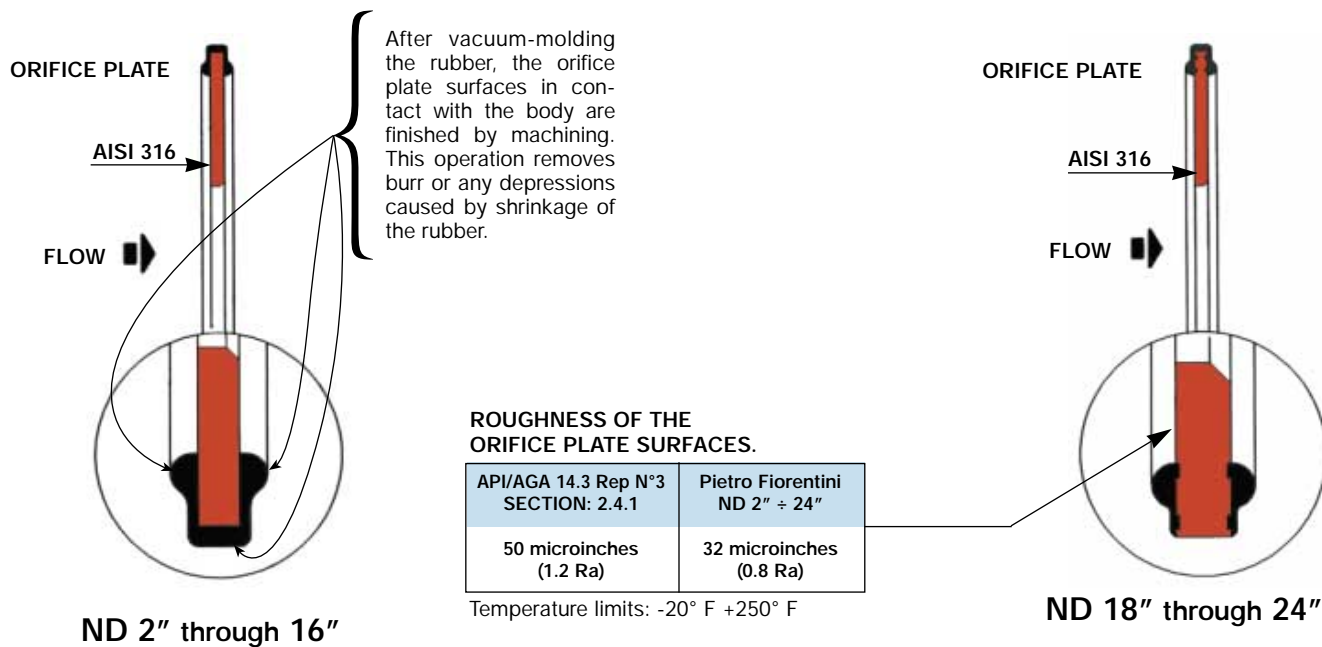 ORIFICE PLATE
AISI 316
FLOW
After vacuum-molding
the rubber, the orifice
plate surfaces in con-
tact with the body are
finished by machining.
This operation removes
burr or any depressions
caused by shrinkage of
the rubber.
ND 2” through 16”
ROUGHNESS OF THE
ORIFICE PLATE SURFACES.
API/AGA 14.3 Rep N°3
SECTION: 2.4.1
Pietro Fiorentini
ND 2” ÷ 24”
50 microinches
(1.2 Ra)
32 microinches
(0.8 Ra)
Temperature limits: -20° F +250° F
ORIFICE PLATE
AISI 316
FLOW
ND 18” through 24”